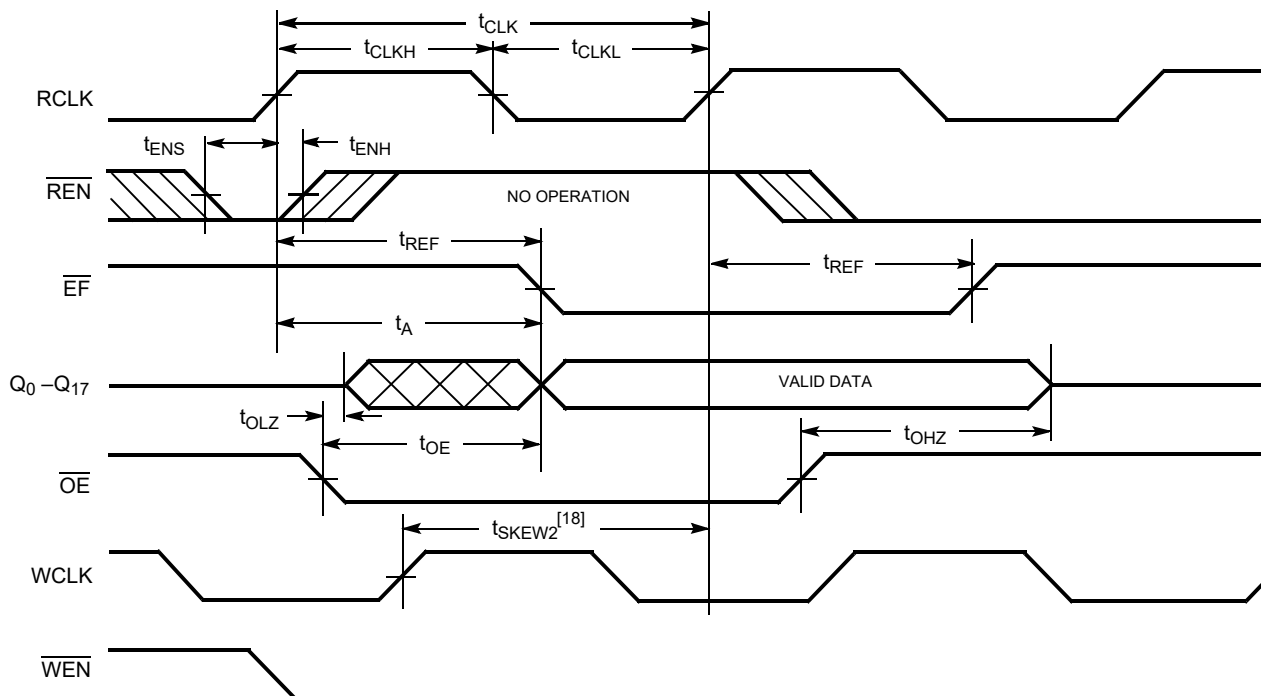 tCLK
tCLKH
tCLKL
RCLK
tENS
tENH
REN
NO OPERATION
tREF
tREF
EF
tA
Q0 –Q17
VALID DATA
tOLZ
tOE
tOHZ
OE
tSKEW2[18]
WCLK
WEN